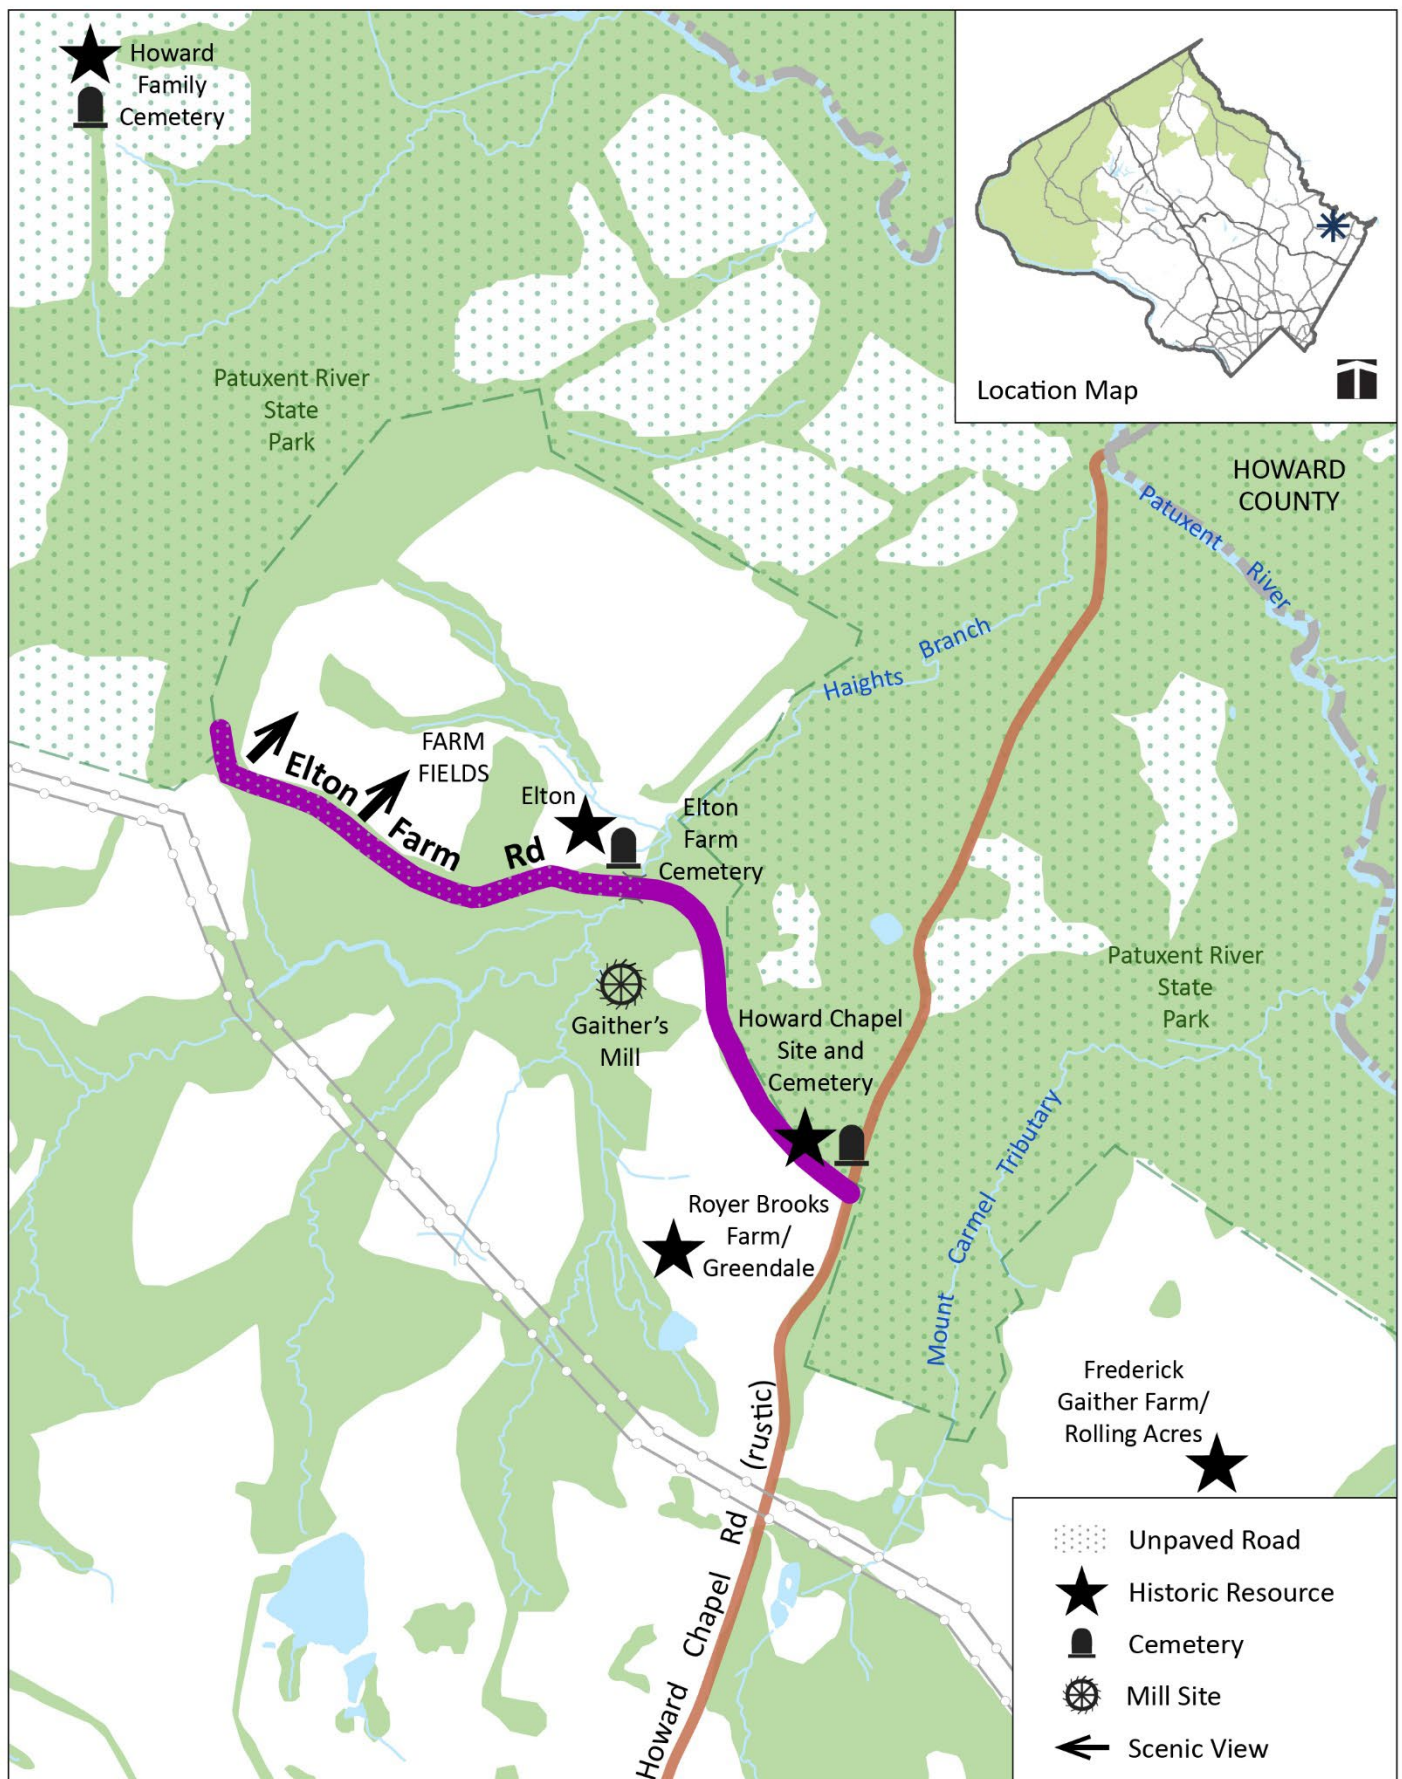 Howard
Family
Cemetery
Location Map
Patuxent River
State
Park
HOWARD
COUNTY
Patuxent
River
Haights Branch
FARM
FIELDS
Elton Farm Rd
Elton
Elton
Farm
Cemetery
Patuxent River
State
Park
Gaither's
Mill
Howard Chapel
Site and
Cemetery
Mount Carmel Tributary
Royer Brooks
Farm/
Greendale
Frederick
Gaither Farm/
Rolling Acres
Howard Chapel Rd (rustic)
Unpaved Road
Historic Resource
Cemetery
Mill Site
Scenic View